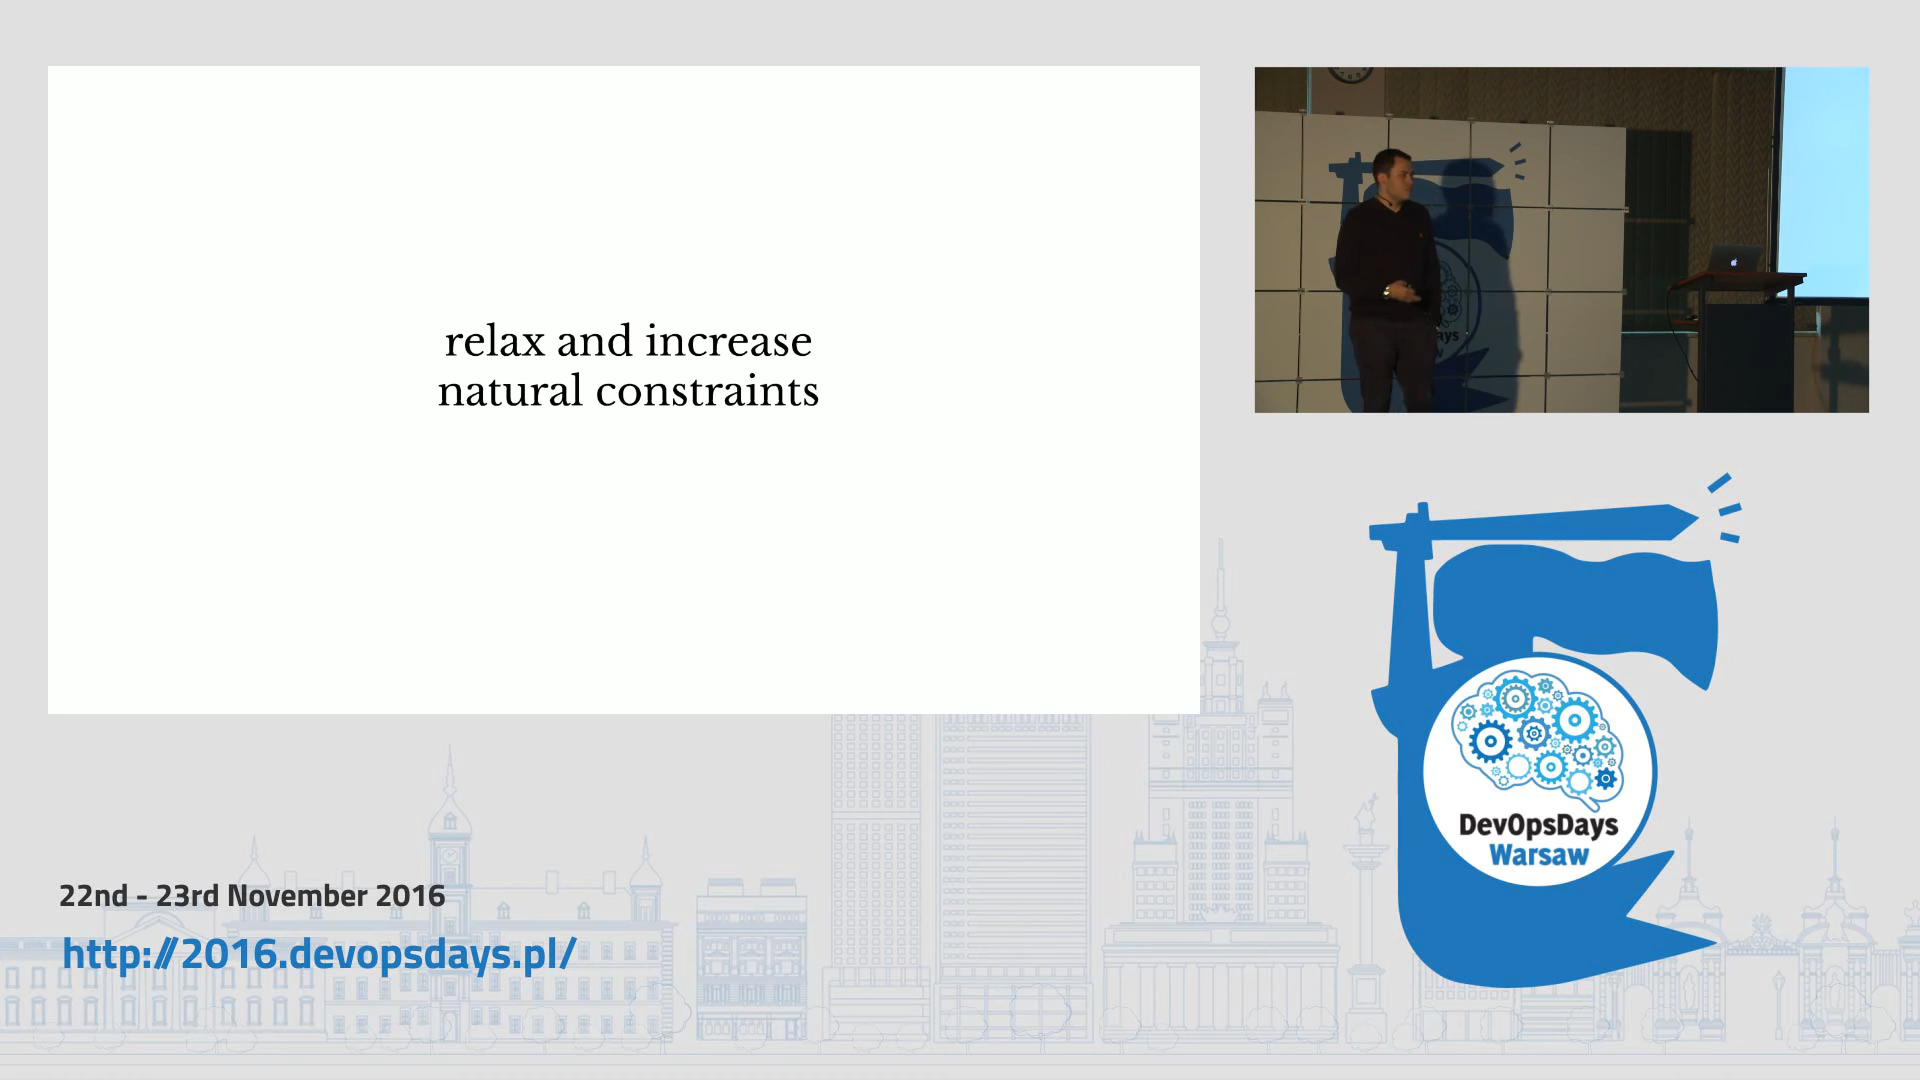 relax and increase
natural constraints
DevOpsDays
Warsaw
22nd - 23rd November 2016
http://2016.devopsdays.pl/